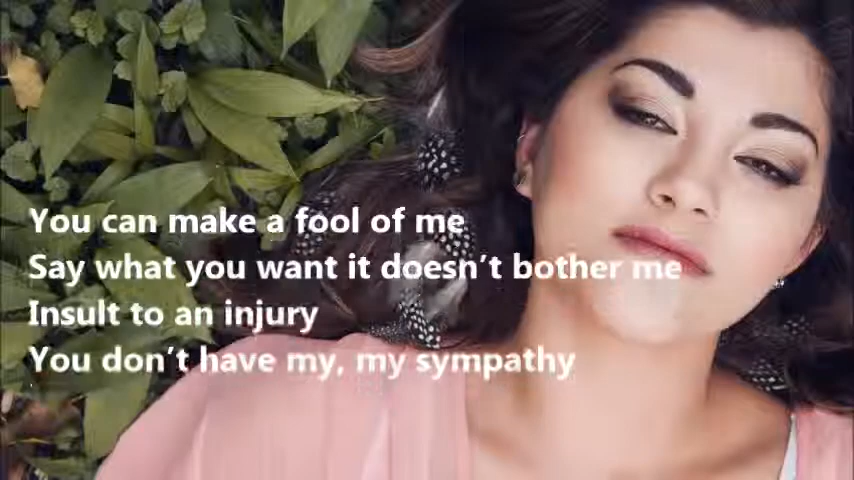 You can make a fool of me
Say what you want it doesn't bother me
Insult to an injury
You don't have my, my sympathy